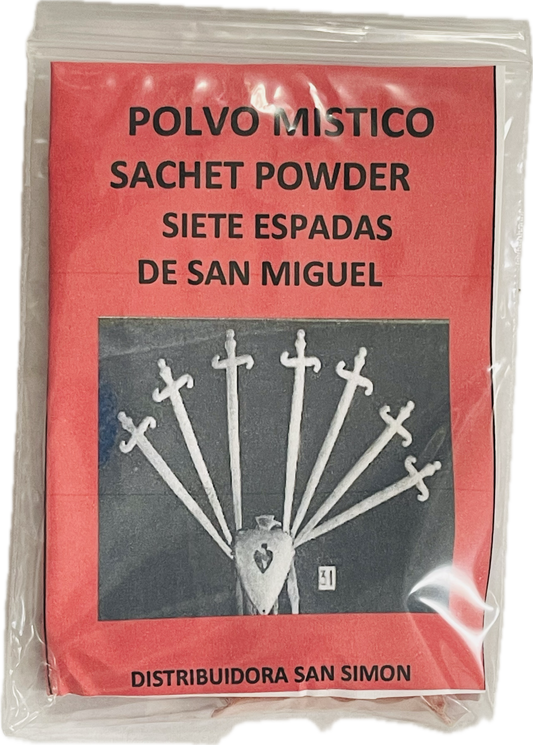 POLVO MISTICO
SACHET POWDER
SIETE ESPADAS
DE SAN MIGUEL
31
DISTRIBUIDORA SAN SIMON